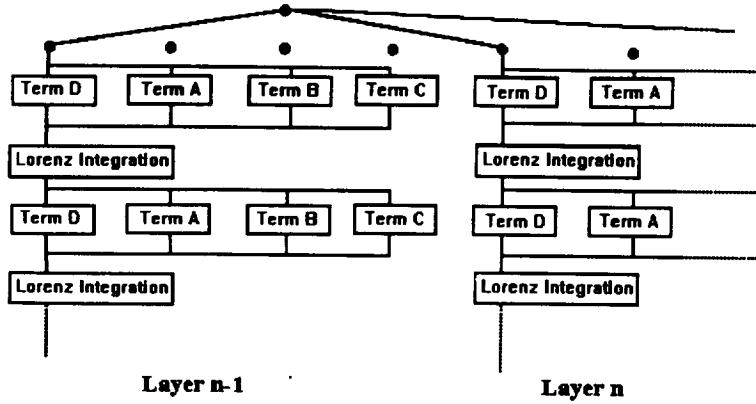 Term D Term A Term B Term C Term D Term A
Lorenz Integration Lorenz Integration
Term D Term A Term B Term C Term D Term A
Lorenz Integration Lorenz Integration
Layer n-1 Layer n